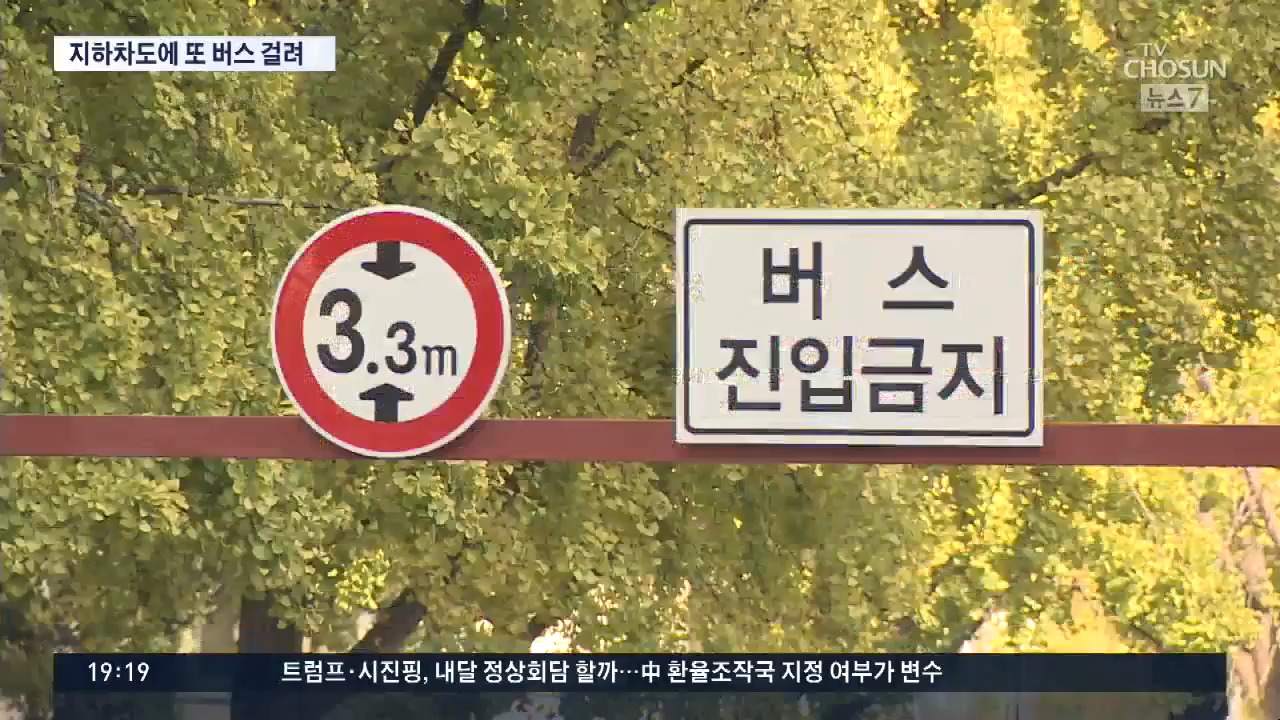 지하차도에 또 버스 걸려
TV
CHOSUN
뉴스7
3.3m
버 스
진입금지
19:19
트럼프·시진핑, 내달 정상회담 할까…中 환율조작국 지정 여부가 변수